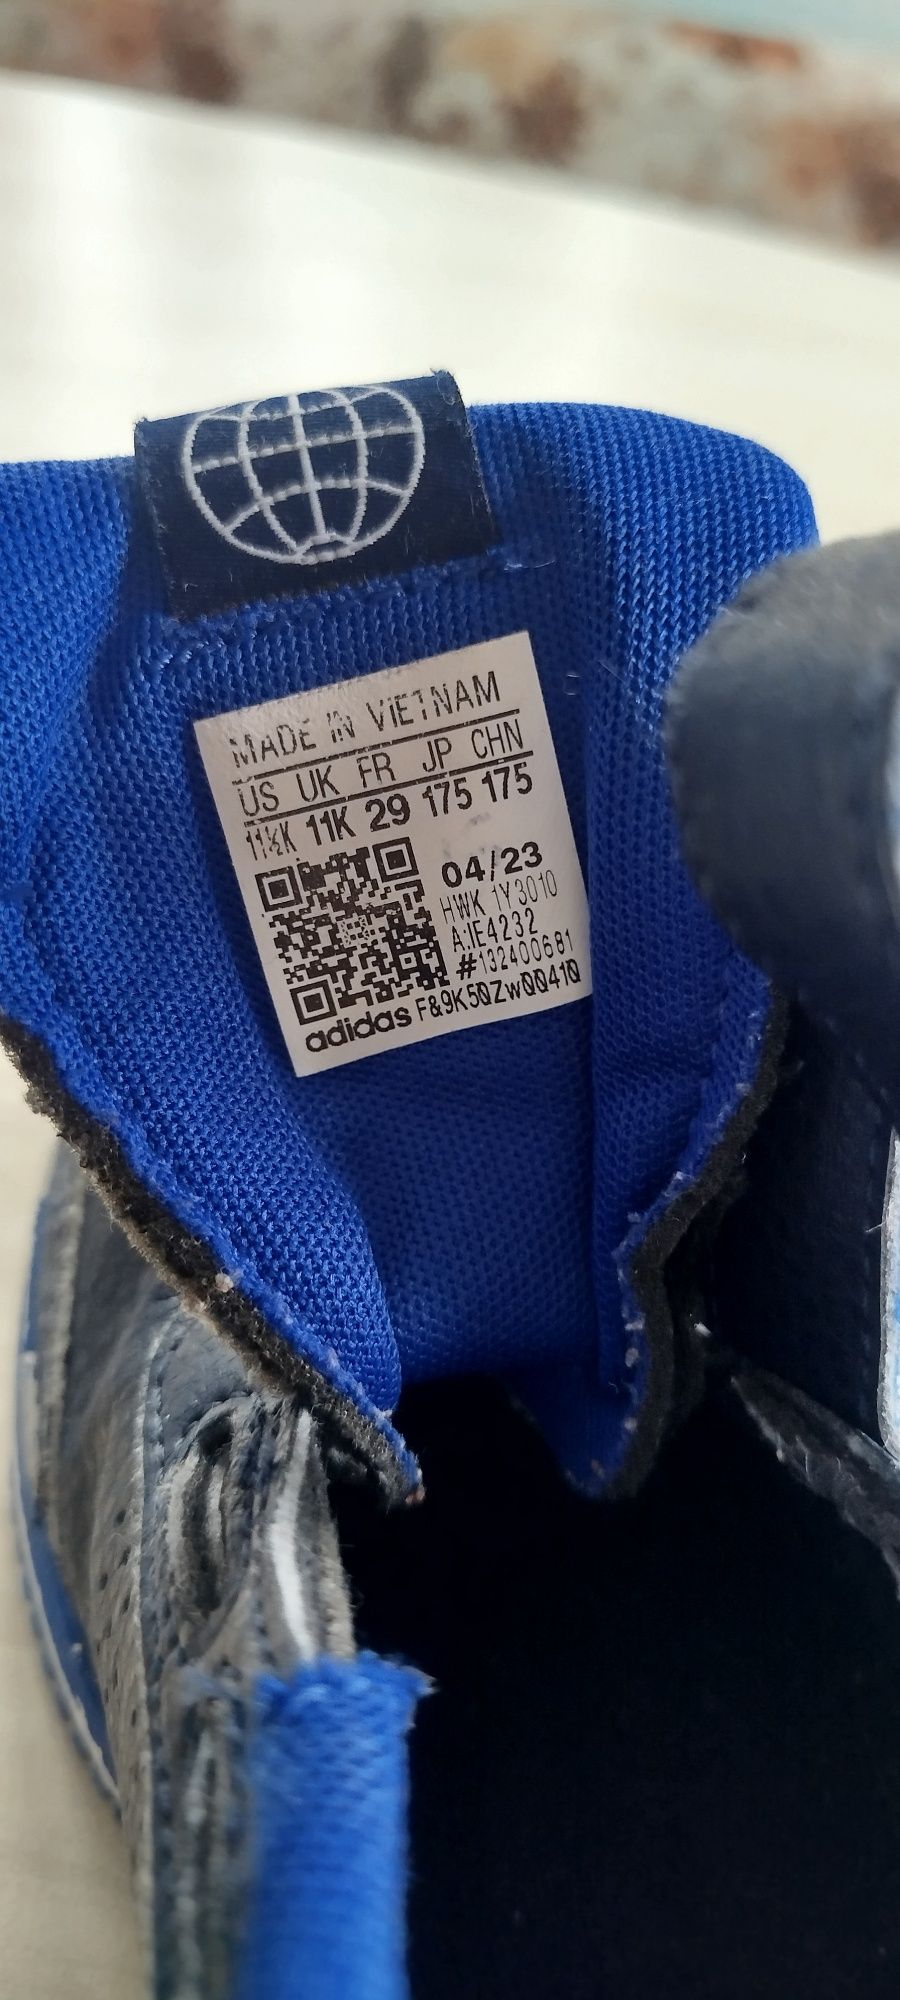 MADE IN VIETNAM
US UK FR JP CHN
11½K 11K 29 175 175
04/23
HWK 1Y3010
A:IE4232
#132400681
adidas F&9K50Zw00410